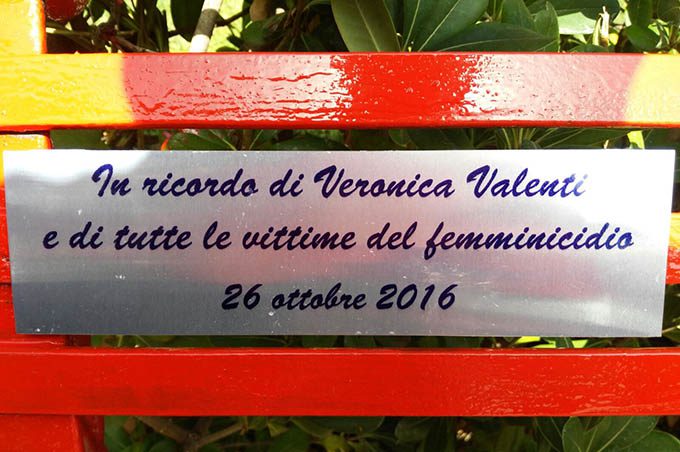 In ricordo di Veronica Valenti
e di tutte le vittime del femminicidio
26 ottobre 2016